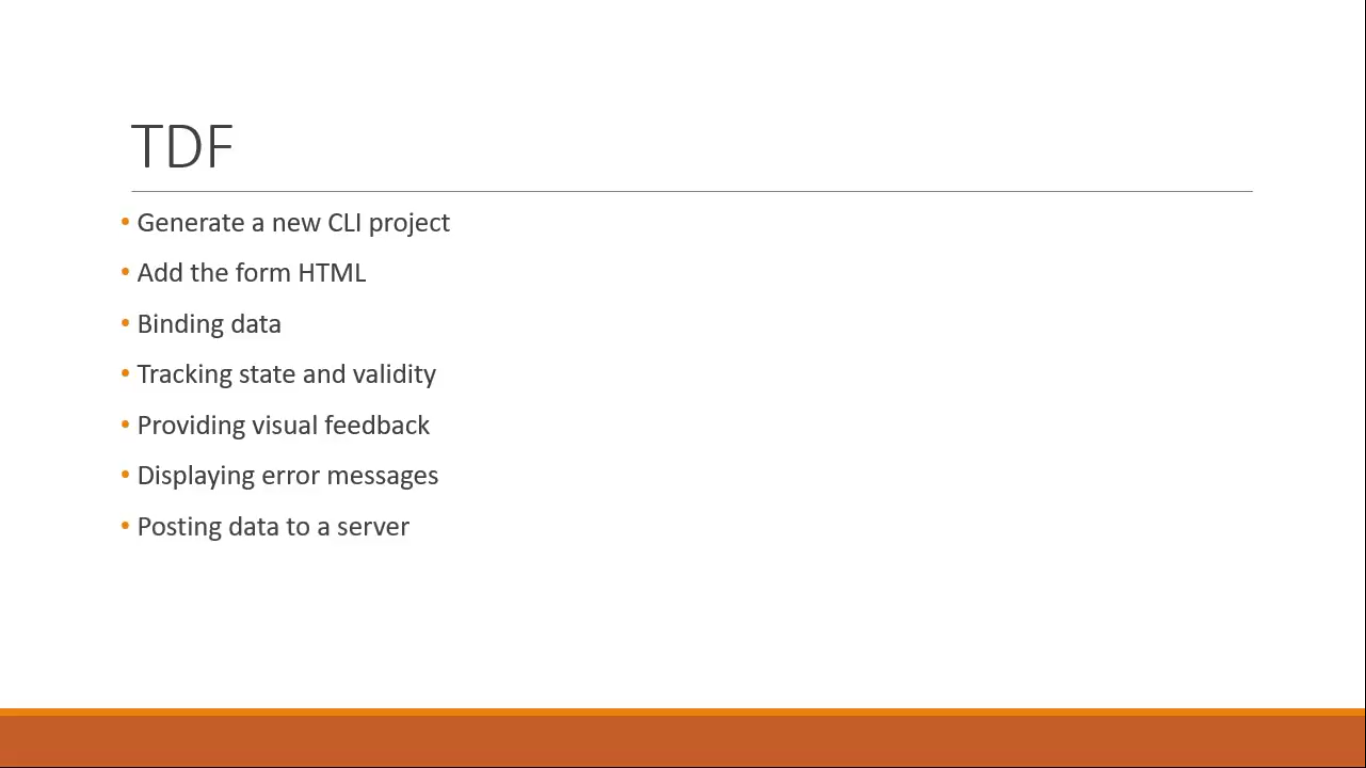 TDF
• Generate a new CLI project
• Add the form HTML
• Binding data
• Tracking state and validity
• Providing visual feedback
• Displaying error messages
• Posting data to a server